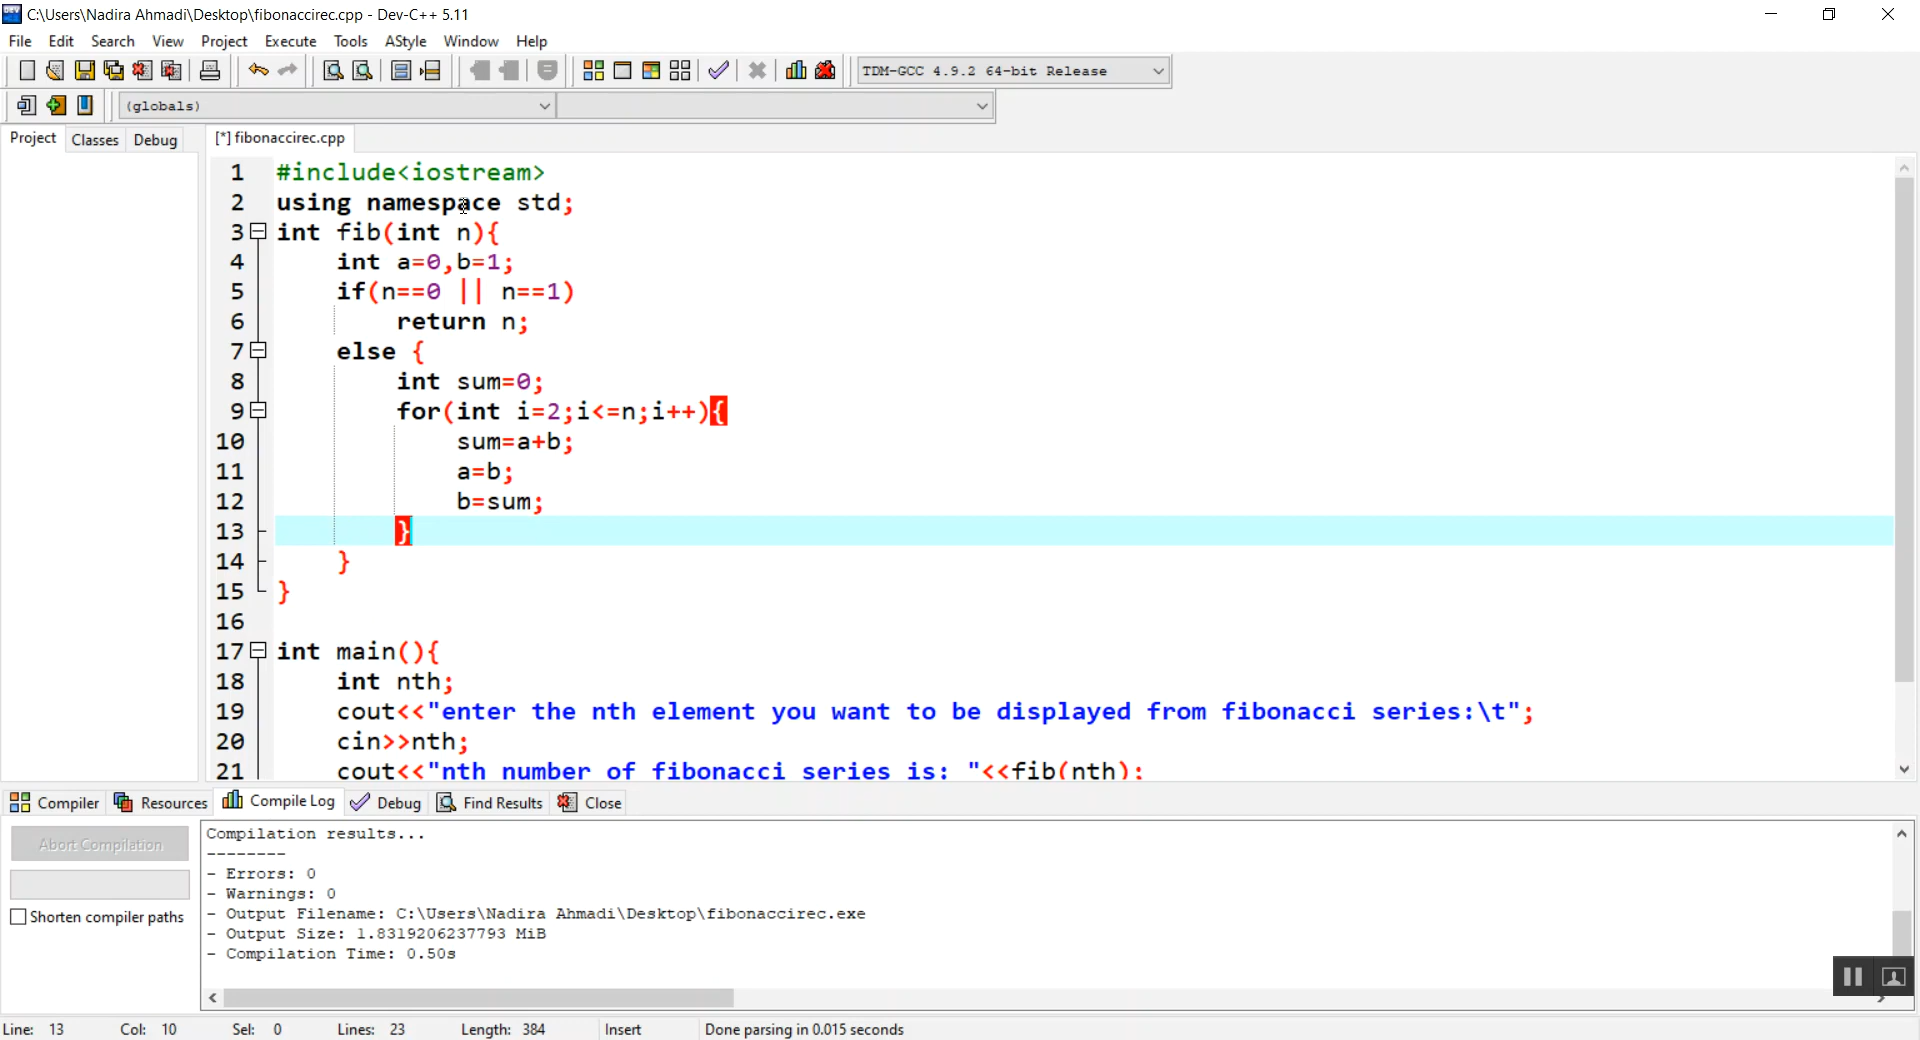 C:\Users\Nadira Ahmadi\Desktop\fibonaccirec.cpp - Dev-C++ 5.11
File Edit Search View Project Execute Tools AStyle Window Help
TDM-GCC 4.9.2 64-bit Release
(globals)
Project Classes Debug [*] fibonaccirec.cpp
1 #include<iostream>
2 using namespace std;
3 int fib(int n){
4 int a=0,b=1;
5 if(n==0 || n==1)
6 return n;
7 else {
8 int sum=0;
9 for(int i=2;i<=n;i++){
10 sum=a+b;
11 a=b;
12 b=sum;
13 }
14 }
15 }
16
17 int main(){
18 int nth;
19 cout<<"enter the nth element you want to be displayed from fibonacci series:\t";
20 cin>>nth;
21 cout<<"nth number of fibonacci series is: "<<fib(nth);
Compiler Resources Compile Log Debug Find Results Close
Abort Compilation
Shorten compiler paths
Compilation results...
--------
- Errors: 0
- Warnings: 0
- Output Filename: C:\Users\Nadira Ahmadi\Desktop\fibonaccirec.exe
- Output Size: 1.8319206237793 MiB
- Compilation Time: 0.50s
Line: 13 Col: 10 Sel: 0 Lines: 23 Length: 384 Insert Done parsing in 0.015 seconds